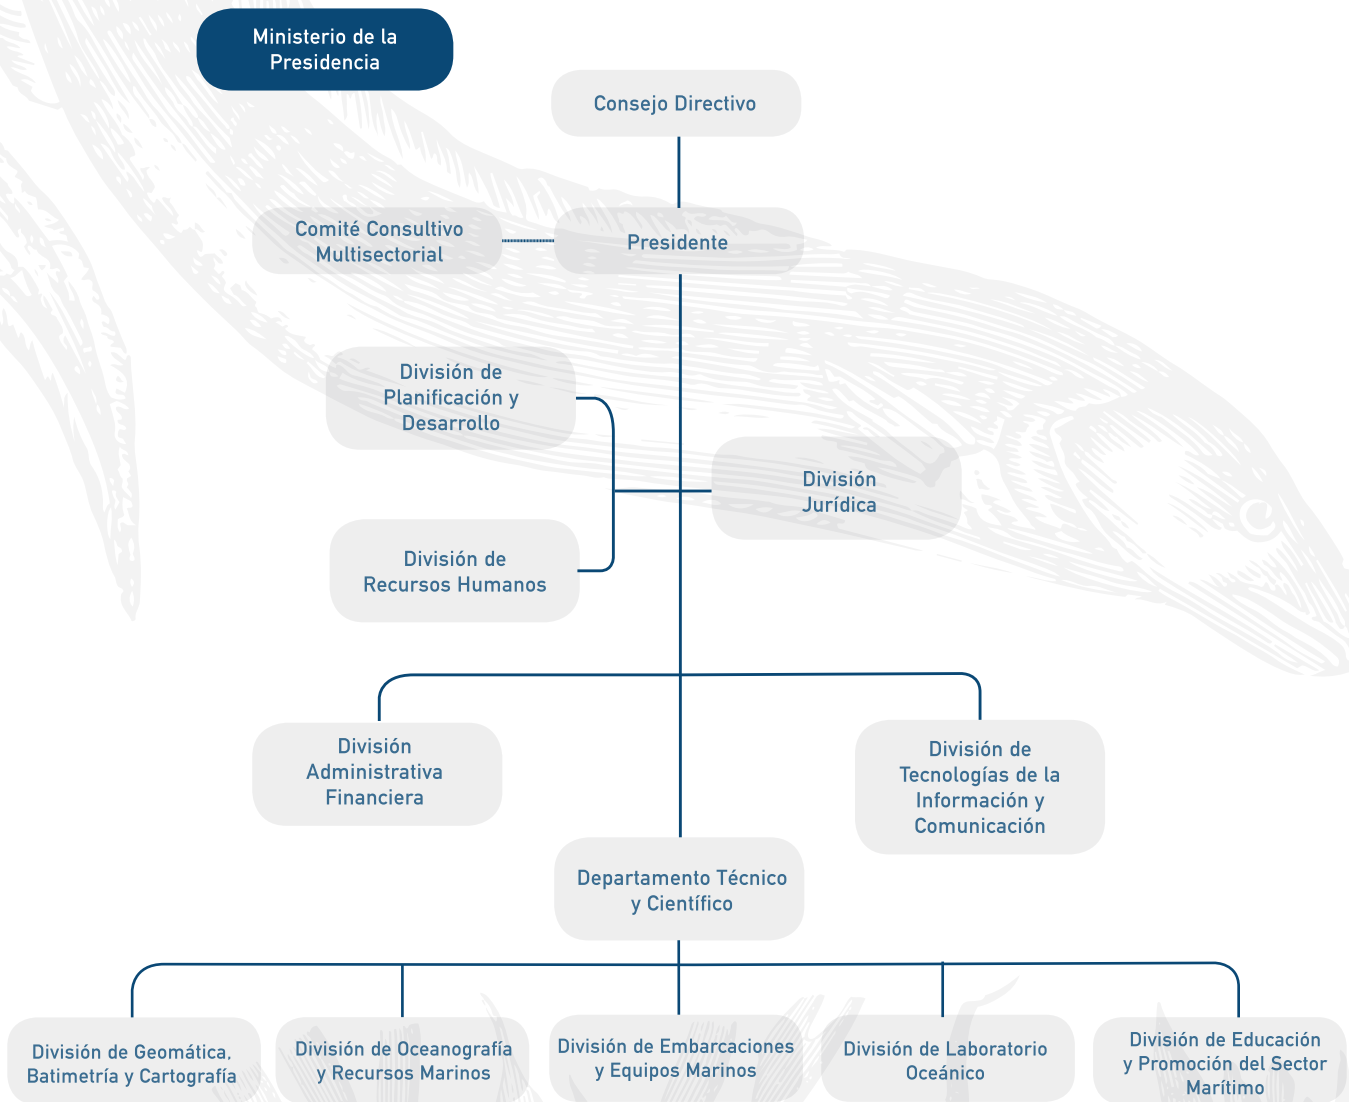 Ministerio de la
Presidencia
Consejo Directivo
Comité Consultivo
Multisectorial
Presidente
División de
Planificación y
Desarrollo
División
Jurídica
División de
Recursos Humanos
División
Administrativa
Financiera
División de
Tecnologías de la
Información y
Comunicación
Departamento Técnico
y Científico
División de Geomática,
Batimetría y Cartografía
División de Oceanografía
y Recursos Marinos
División de Embarcaciones
y Equipos Marinos
División de Laboratorio
Oceánico
División de Educación
y Promoción del Sector
Marítimo